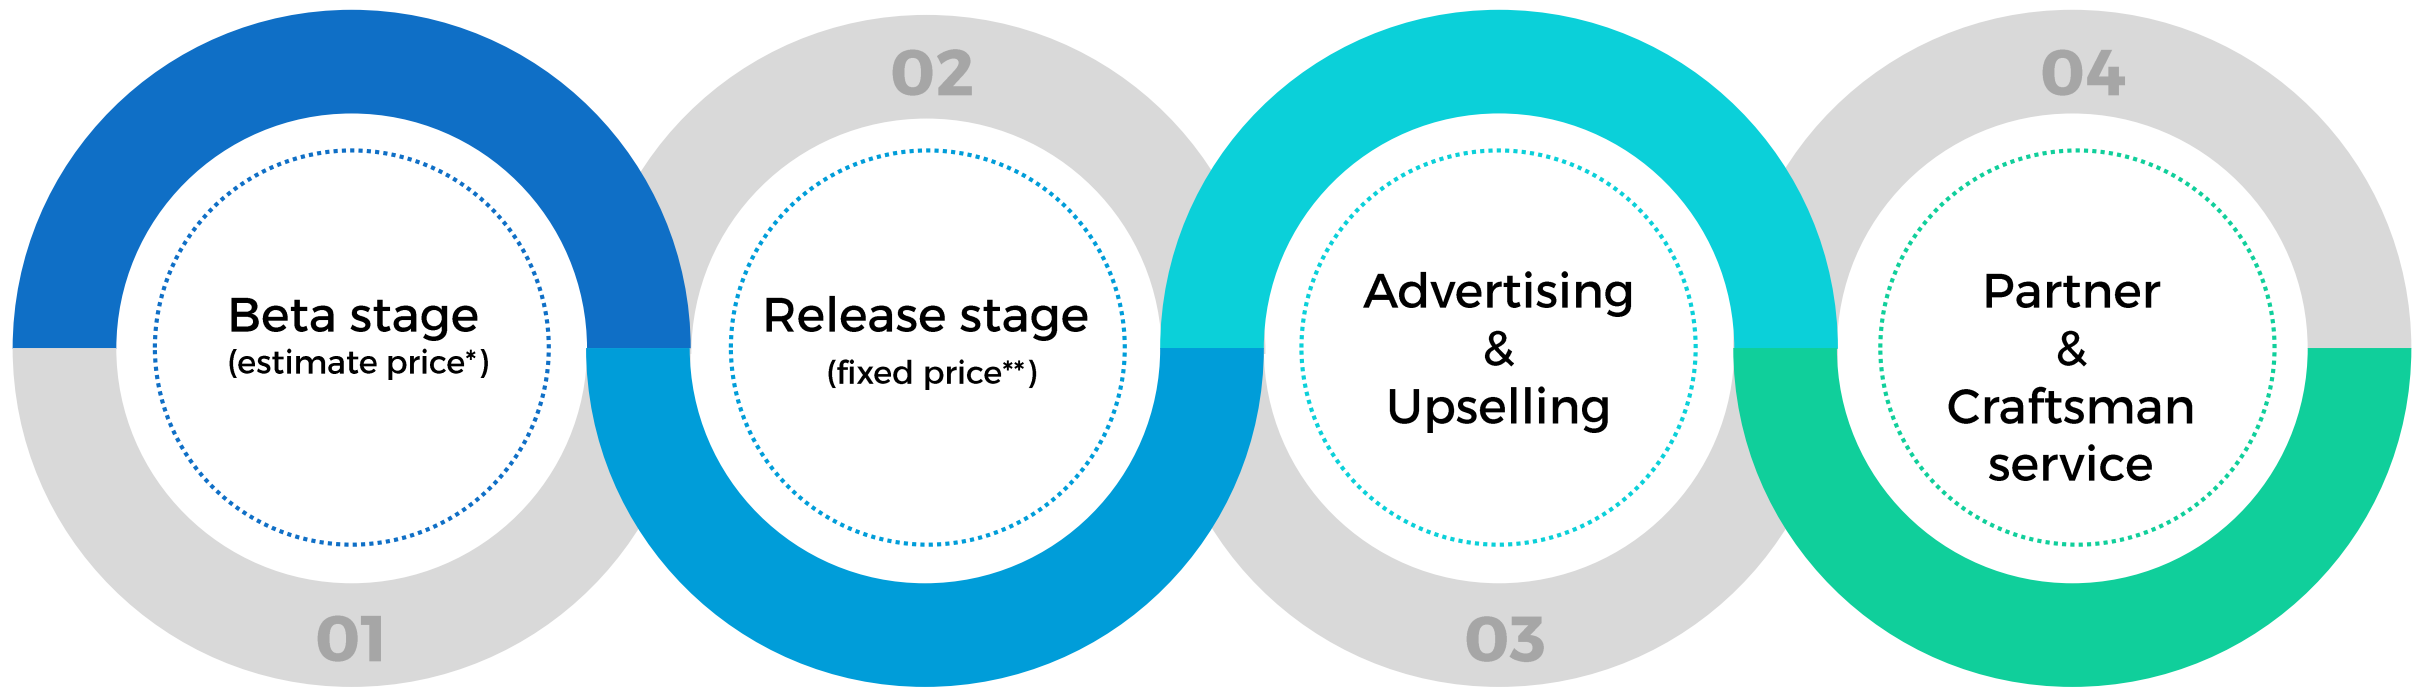 01
Beta stage
(estimate price*)
02
Release stage
(fixed price**)
03
Advertising
&
Upselling
04
Partner
&
Craftsman
service